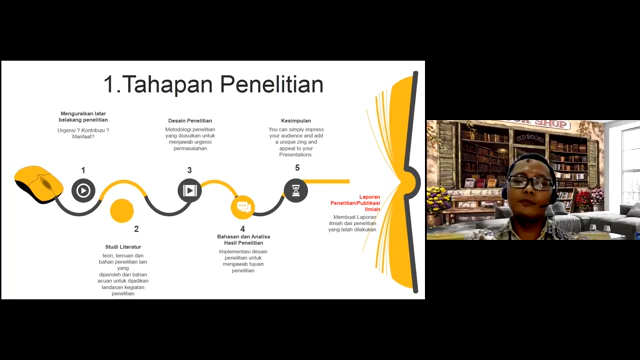 1.Tahapan Penelitian
Menguraikan latar
belakang penelitian
Urgensi ? Kontribusi ?
Manfaat?
1
2
Studi Literatur
teori, temuan dan
bahan penelitian lain
yang
diperoleh dari bahan
acuan untuk dijadikan
landasan kegiatan
penelitian
Desain Penelitian
Metodologi penelitian
yang diusulkan untuk
menjawab urgensi
permasalahan
3
4
Bahasan dan Analisa
Hasil Penelitian
Implementasi desain
penelitian untuk
menjawab tujuan
penelitian
Kesimpulan
You can simply impress
your audience and add
a unique zing and
appeal to your
Presentations
5
Laporan
Penelitian/Publikasi
Ilmiah
Membuat Laporan
ilmiah dari penelitian
yang telah dilakukan
SHOP